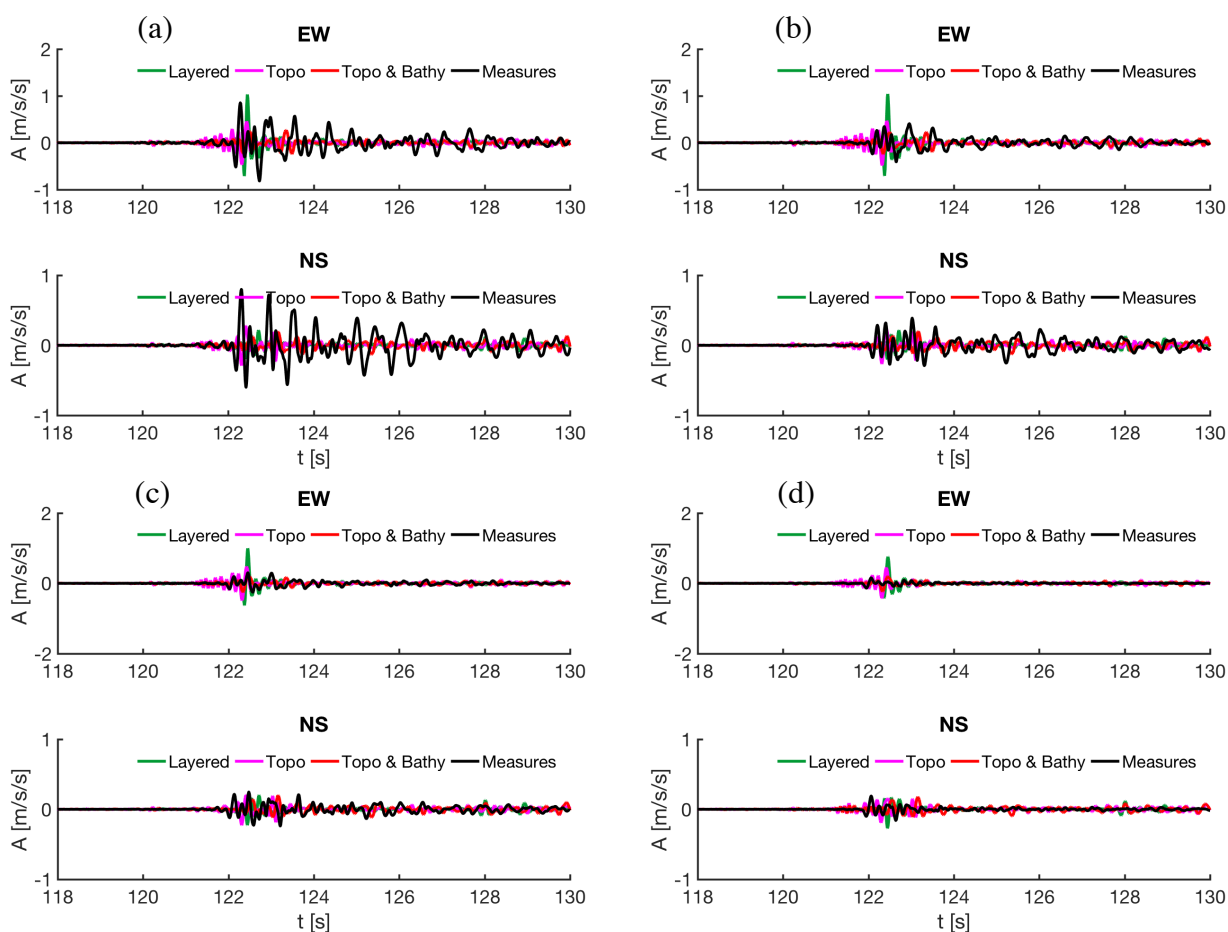 (a)
EW
2
1
0
-1
A [m/s/s]
Layered Topo Topo & Bathy Measures
118 120 122 124 126 128 130
NS
1
0
-1
A [m/s/s]
Layered Topo Topo & Bathy Measures
118 120 122 124 126 128 130
t [s]
(b)
EW
2
1
0
-1
A [m/s/s]
Layered Topo Topo & Bathy Measures
118 120 122 124 126 128 130
NS
1
0
-1
A [m/s/s]
Layered Topo Topo & Bathy Measures
118 120 122 124 126 128 130
t [s]
(c)
EW
2
0
-2
A [m/s/s]
Layered Topo Topo & Bathy Measures
118 120 122 124 126 128 130
NS
1
0
-1
A [m/s/s]
Layered Topo Topo & Bathy Measures
118 120 122 124 126 128 130
t [s]
(d)
EW
2
0
-2
A [m/s/s]
Layered Topo Topo & Bathy Measures
118 120 122 124 126 128 130
NS
1
0
-1
A [m/s/s]
Layered Topo Topo & Bathy Measures
118 120 122 124 126 128 130
t [s]